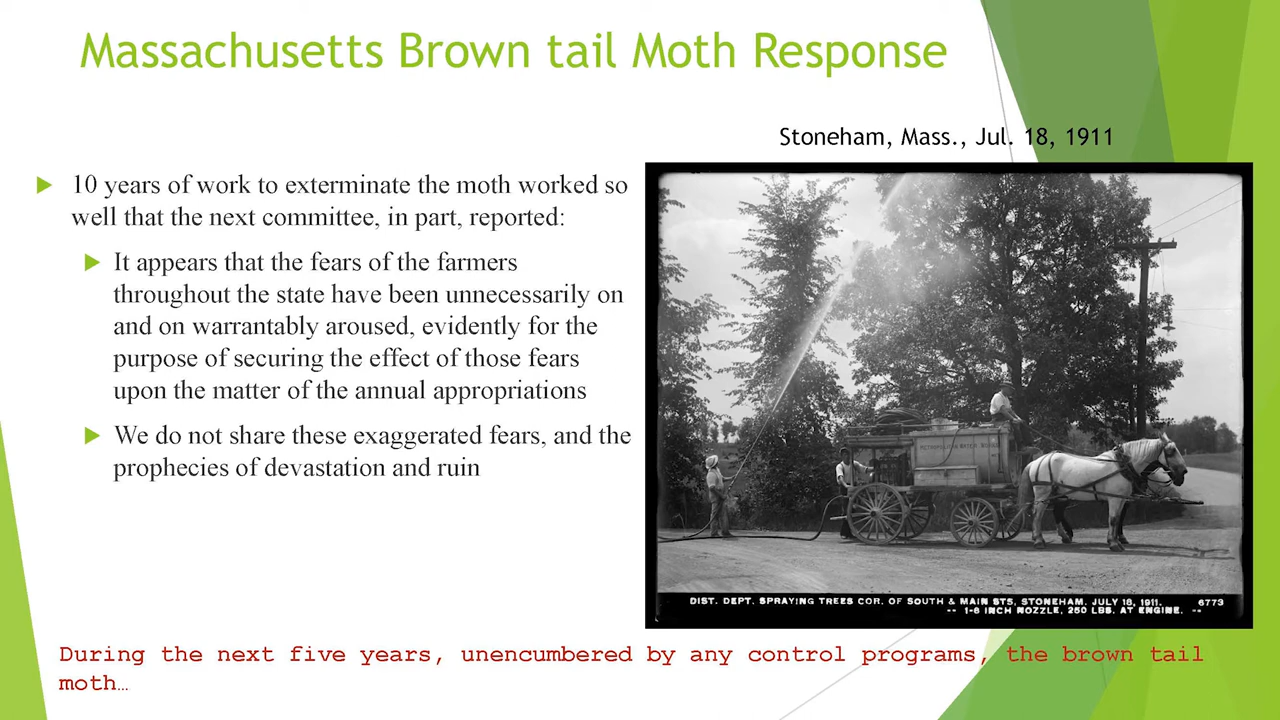 Massachusetts Brown tail Moth Response
Stoneham, Mass., Jul. 18, 1911
10 years of work to exterminate the moth worked so
well that the next committee, in part, reported:
It appears that the fears of the farmers
throughout the state have been unnecessarily on
and on warrantably aroused, evidently for the
purpose of securing the effect of those fears
upon the matter of the annual appropriations
We do not share these exaggerated fears, and the
prophecies of devastation and ruin
METROPOLITAN WATER WORKS
DIST. DEPT. SPRAYING TREES COR. OF SOUTH & MAIN STS, STONEHAM. JULY 18, 1911. 6773
-- 1-6 INCH NOZZLE, 250 LBS. AT ENGINE. --
During the next five years, unencumbered by any control programs, the brown tail
moth…